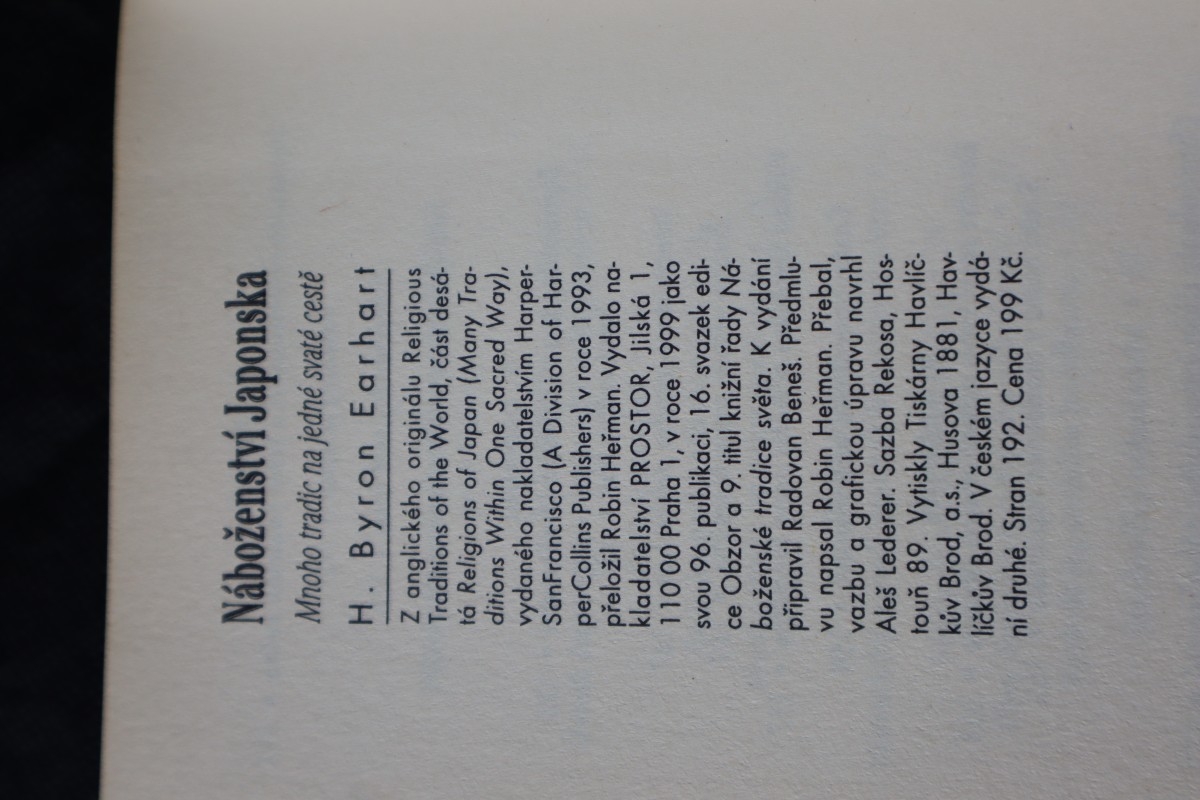 Náboženství Japonska
Mnoho tradic na jedné svaté cestě
H. Byron Earhart
Z anglického originálu Religious
Traditions of the World, část desá-
tá Religions of Japan (Many Tra-
ditions Within One Sacred Way),
vydaného nakladatelstvím Harper-
SanFrancisco (A Division of Har-
perCollins Publishers) v roce 1993,
přeložil Robin Heřman. Vydalo na-
kladatelství PROSTOR, Jilská 1,
110 00 Praha 1, v roce 1999 jako
svou 96. publikaci, 16. svazek edi-
ce Obzor a 9. titul knižní řady Ná-
boženské tradice světa. K vydání
připravil Radovan Beneš. Předmlu-
vu napsal Robin Heřman. Přebal,
vazbu a grafickou úpravu navrhl
Aleš Lederer. Sazba Rekosa, Hos-
touň 89. Vytiskly Tiskárny Havlíč-
kův Brod, a.s., Husova 1881, Hav-
líčkův Brod. V českém jazyce vydá-
ní druhé. Stran 192. Cena 199 Kč.